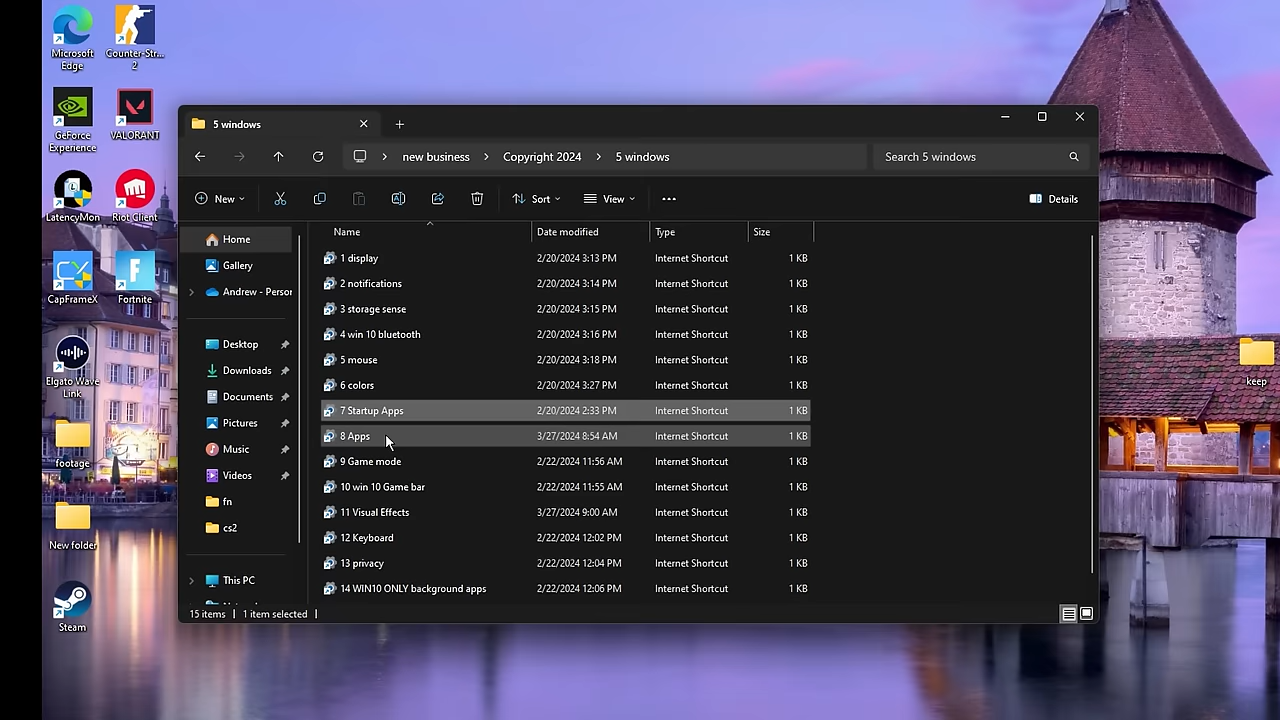 Microsoft Edge
Counter-Str... 2
GeForce Experience
VALORANT
LatencyMon
Riot Client
CapFrameX
Fortnite
Elgato Wave Link
footage
New folder
Steam
keep
5 windows
new business > Copyright 2024 > 5 windows
Search 5 windows
New
Sort
View
Details
Home
Gallery
Andrew - Persor
Desktop
Downloads
Documents
Pictures
Music
Videos
fn
cs2
This PC
Name Date modified Type Size
1 display 2/20/2024 3:13 PM Internet Shortcut 1 KB
2 notifications 2/20/2024 3:14 PM Internet Shortcut 1 KB
3 storage sense 2/20/2024 3:15 PM Internet Shortcut 1 KB
4 win 10 bluetooth 2/20/2024 3:16 PM Internet Shortcut 1 KB
5 mouse 2/20/2024 3:18 PM Internet Shortcut 1 KB
6 colors 2/20/2024 3:27 PM Internet Shortcut 1 KB
7 Startup Apps 2/20/2024 2:33 PM Internet Shortcut 1 KB
8 Apps 3/27/2024 8:54 AM Internet Shortcut 1 KB
9 Game mode 2/22/2024 11:56 AM Internet Shortcut 1 KB
10 win 10 Game bar 2/22/2024 11:55 AM Internet Shortcut 1 KB
11 Visual Effects 3/27/2024 9:00 AM Internet Shortcut 1 KB
12 Keyboard 2/22/2024 12:02 PM Internet Shortcut 1 KB
13 privacy 2/22/2024 12:04 PM Internet Shortcut 1 KB
14 WIN10 ONLY background apps 2/22/2024 12:06 PM Internet Shortcut 1 KB
15 items | 1 item selected |